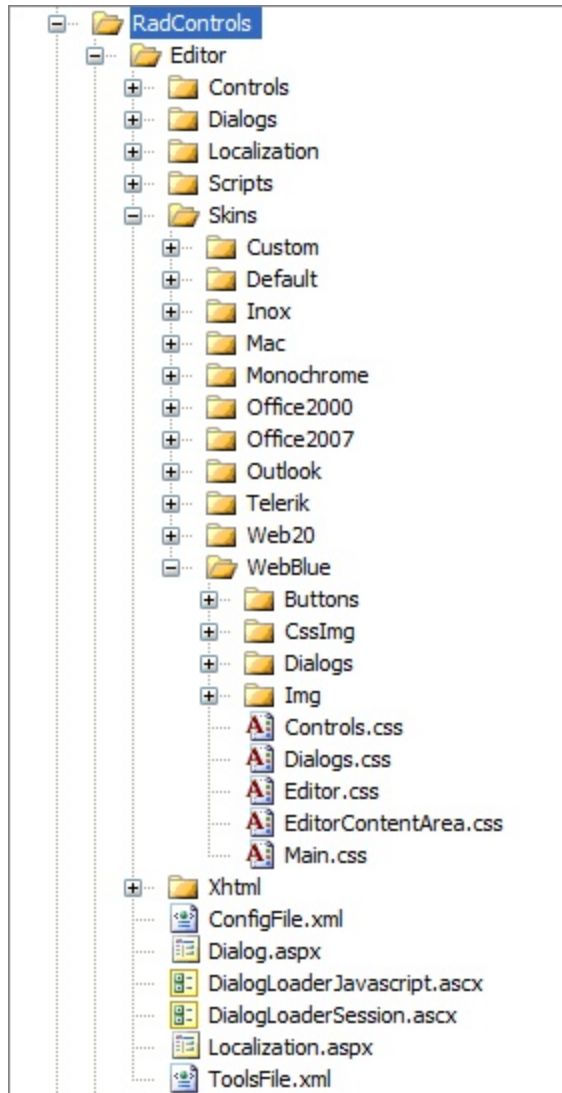 RadControls
Editor
Controls
Dialogs
Localization
Scripts
Skins
Custom
Default
Inox
Mac
Monochrome
Office2000
Office2007
Outlook
Telerik
Web20
WebBlue
Buttons
CssImg
Dialogs
Img
Controls.css
Dialogs.css
Editor.css
EditorContentArea.css
Main.css
Xhtml
ConfigFile.xml
Dialog.aspx
DialogLoaderJavascript.ascx
DialogLoaderSession.ascx
Localization.aspx
ToolsFile.xml